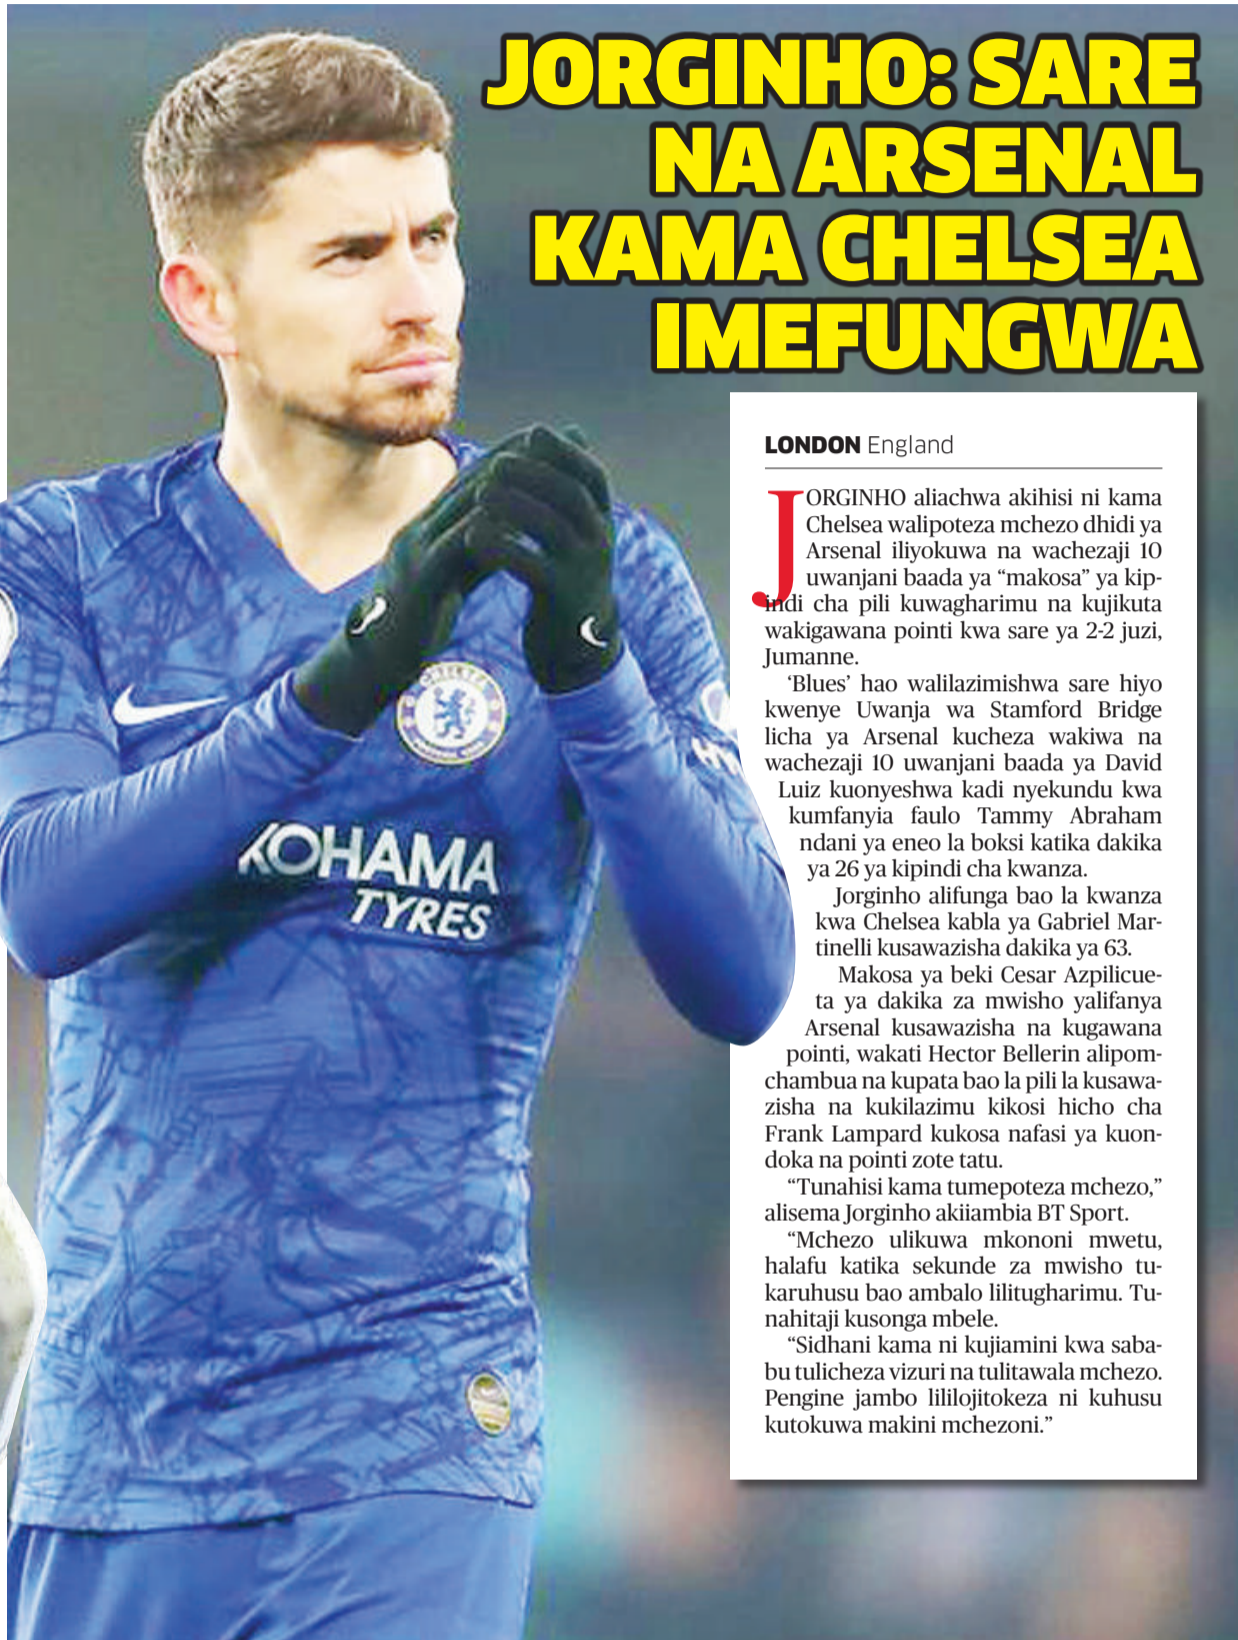 JORGINHO: SARE
NA ARSENAL
KAMA CHELSEA
IMEFUNGWA
LONDON England
JORGINHO aliachwa akihisi ni kama
Chelsea walipoteza mchezo dhidi ya
Arsenal iliyokuwa na wachezaji 10
uwanjani baada ya “makosa” ya kip-
indi cha pili kuwagharimu na kujikuta
wakigawana pointi kwa sare ya 2-2 juzi,
Jumanne.
‘Blues’ hao walilazimishwa sare hiyo
kwenye Uwanja wa Stamford Bridge
licha ya Arsenal kucheza wakiwa na
wachezaji 10 uwanjani baada ya David
Luiz kuonyeshwa kadi nyekundu kwa
kumfanyia faulo Tammy Abraham
ndani ya eneo la boksi katika dakika
ya 26 ya kipindi cha kwanza.
Jorginho alifunga bao la kwanza
kwa Chelsea kabla ya Gabriel Mar-
tinelli kusawazisha dakika ya 63.
Makosa ya beki Cesar Azpilicue-
ta ya dakika za mwisho yalifanya
Arsenal kusawazisha na kugawana
pointi, wakati Hector Bellerin alipom-
chambua na kupata bao la pili la kusawa-
zisha na kukilazimu kikosi hicho cha
Frank Lampard kukosa nafasi ya kuon-
doka na pointi zote tatu.
“Tunahisi kama tumepoteza mchezo,”
alisema Jorginho akiiambia BT Sport.
“Mchezo ulikuwa mkononi mwetu,
halafu katika sekunde za mwisho tu-
karuhusu bao ambalo lilitugharimu. Tu-
nahitaji kusonga mbele.
“Sidhani kama ni kujiamini kwa saba-
bu tulicheza vizuri na tulitawala mchezo.
Pengine jambo lililojitokeza ni kuhusu
kutokuwa makini mchezoni.”
KOHAMA
TYRES